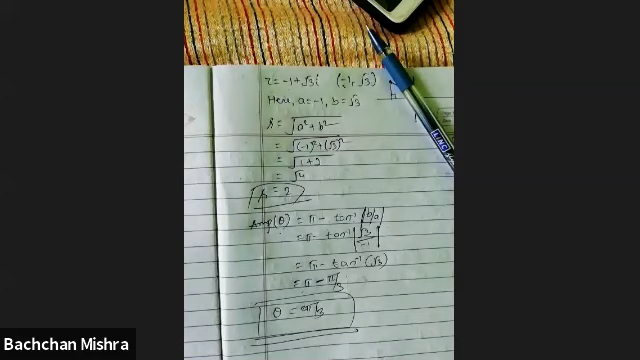 z = -1+√3i (-1, √3)
Here, a=-1, b=√3
r = √a²+b²
= √(-1)²+(√3)²
= √1+3
= √4
r = 2
Amp(θ) = π - tan⁻¹ |b/a|
= π - tan⁻¹ |√3/-1|
= π - tan⁻¹(√3)
= π - π/3
θ = 2π/3
LINC
Bachchan Mishra